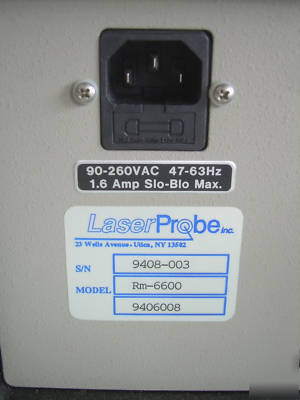 90-260VAC 47-63Hz
1.6 Amp Slo-Blo Max.
LaserProbe inc.
23 Wells Avenue - Utica, NY 13502
S/N 9408-003
MODEL Rm-6600
9406008